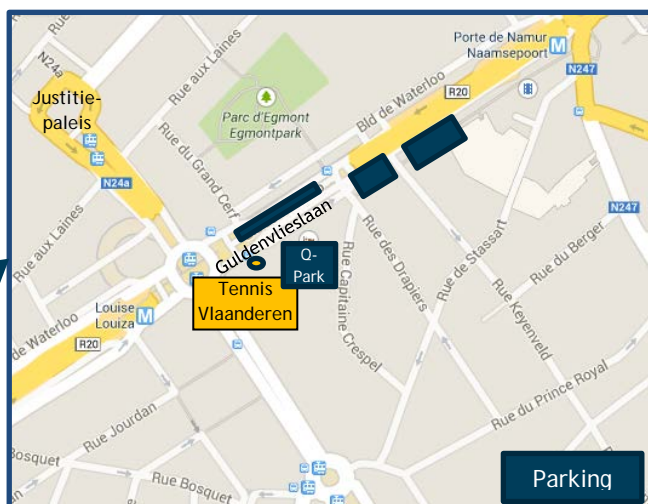 Porte de Namur
Naamsepoort
M
N247
R20
Bld de Waterloo
N24a
Rue aux Laines
Justitie-
paleis
Parc d'Egmont
Egmontpark
Rue du Grand Cerf
N24a
Guldenvlieslaan
Q-
Park
Tennis
Vlaanderen
Rue aux Laines
Rue Capitaine Crespel
Rue des Drapiers
Rue de Stassart
N247
Rue du Berger
Rue Keyenveld
Louise
Louiza
M
de Waterloo
R20
Rue Jourdan
Rue du Prince Royal
Bosquet
Rue Bosquet
Parking